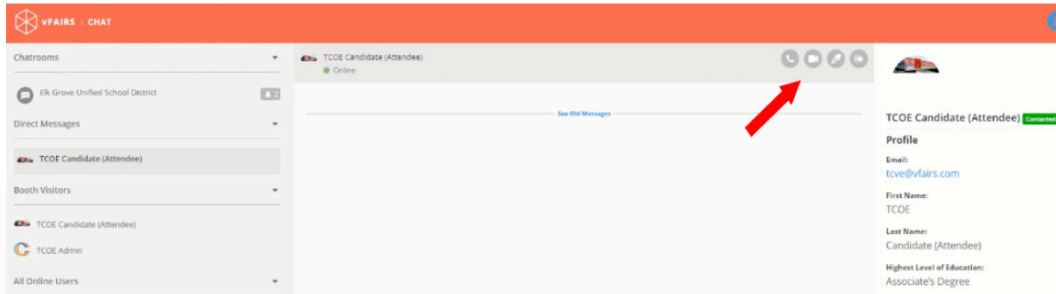 vFAIRS | CHAT
Chatrooms
Elk Grove Unified School District
2
Direct Messages
TCOE Candidate (Attendee)
Booth Visitors
TCOE Candidate (Attendee)
TCOE Admin
All Online Users
TCOE Candidate (Attendee)
Online
See Old Messages
TCOE Candidate (Attendee) Contacted
Profile
Email:
tcve@vfairs.com
First Name:
TCOE
Last Name:
Candidate (Attendee)
Highest Level of Education:
Associate's Degree